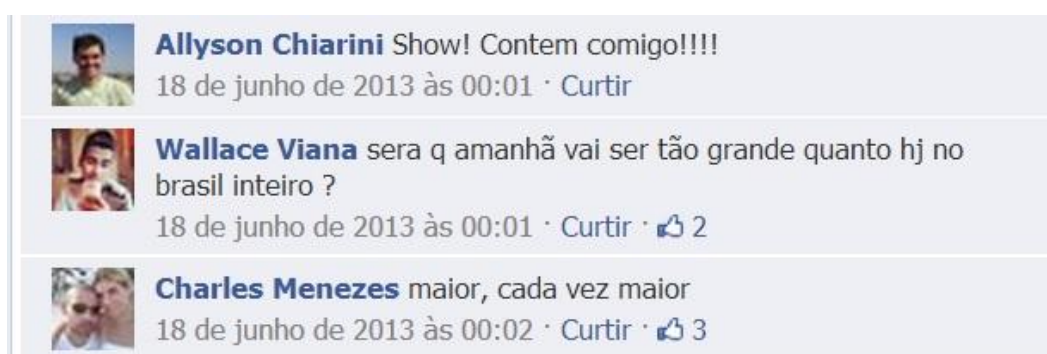 Allyson Chiarini Show! Contem comigo!!!!
18 de junho de 2013 às 00:01 · Curtir
Wallace Viana sera q amanhã vai ser tão grande quanto hj no
brasil inteiro ?
18 de junho de 2013 às 00:01 · Curtir · 2
Charles Menezes maior, cada vez maior
18 de junho de 2013 às 00:02 · Curtir · 3